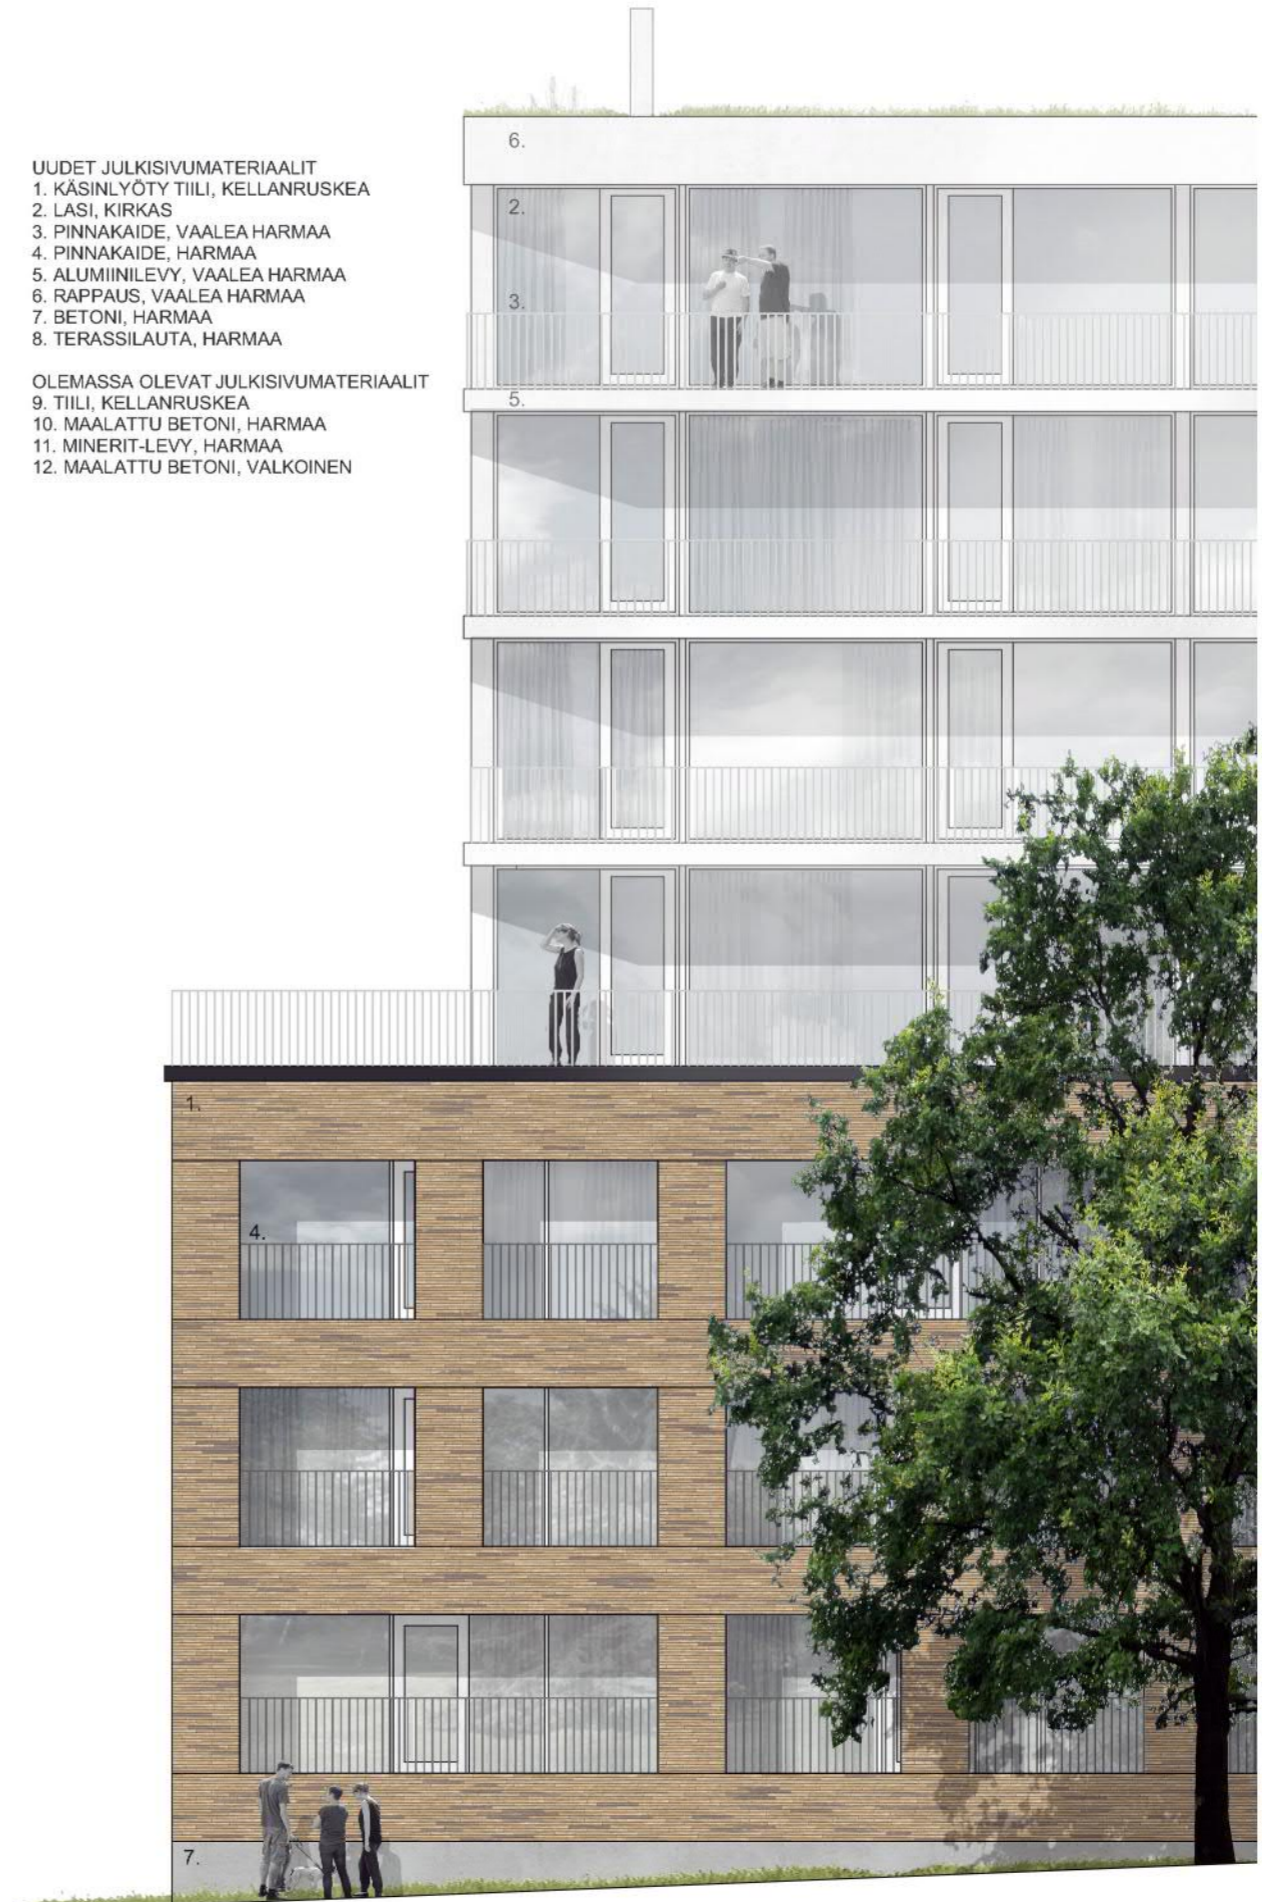 UUDET JULKISIVUMATERIAALIT
1. KÄSINLYÖTY TIILI, KELLANRUSKEA
2. LASI, KIRKAS
3. PINNAKAIDE, VAALEA HARMAA
4. PINNAKAIDE, HARMAA
5. ALUMIINILEVY, VAALEA HARMAA
6. RAPPAUS, VAALEA HARMAA
7. BETONI, HARMAA
8. TERASSILAUTA, HARMAA
OLEMASSA OLEVAT JULKISIVUMATERIAALIT
9. TIILI, KELLANRUSKEA
10. MAALATTU BETONI, HARMAA
11. MINERIT-LEVY, HARMAA
12. MAALATTU BETONI, VALKOINEN
6.
2.
3.
5.
1.
4.
7.